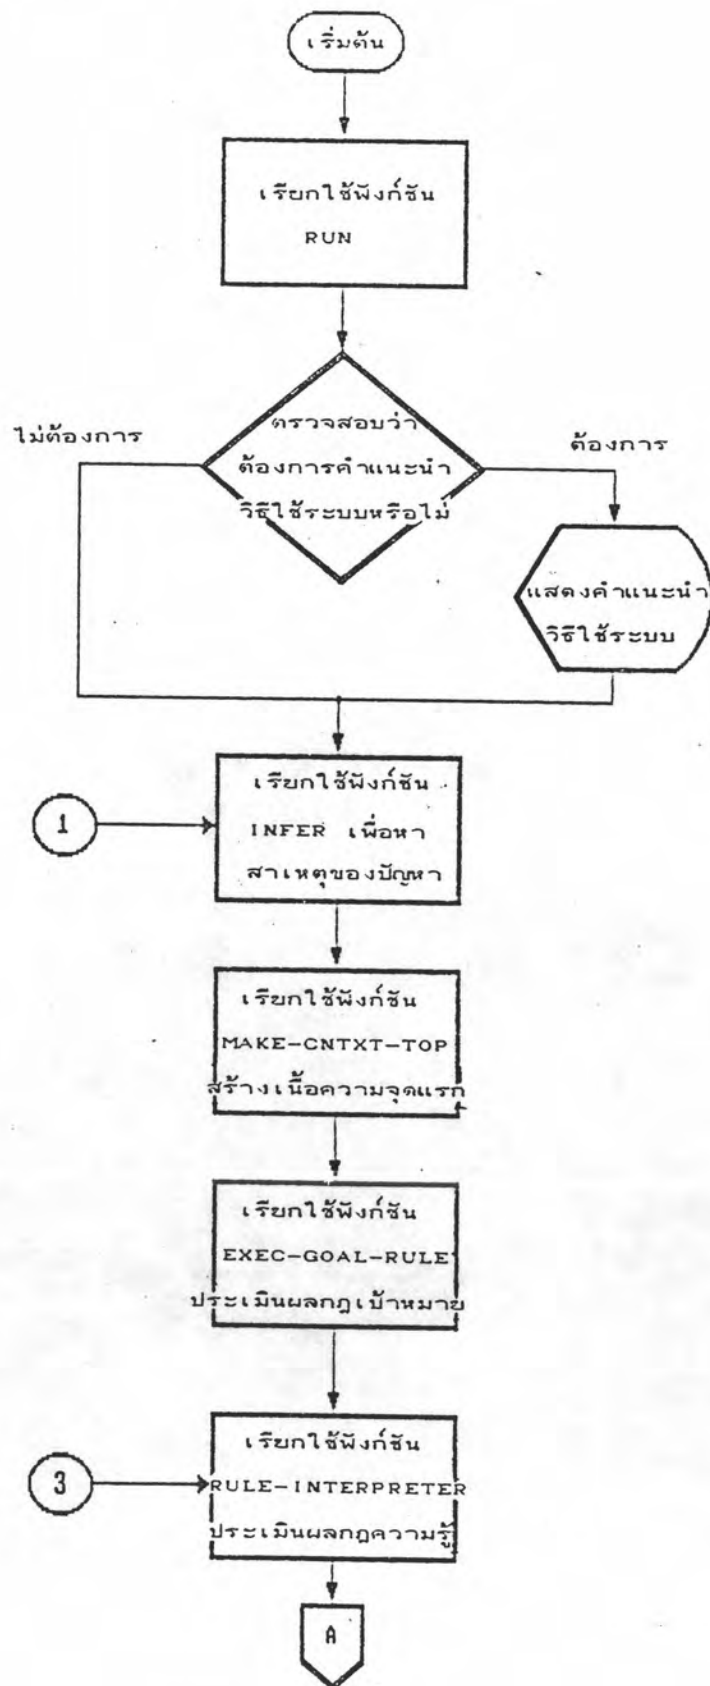 เริ่มต้น
เรียกใช้ฟังก์ชัน
RUN
ตรวจสอบว่า
ไม่ต้องการ
ต้องการ
ต้องการคำแนะนำ
วิธีใช้ระบบหรือไม่
แสดงคำแนะนำ
วิธีใช้ระบบ
เรียกใช้ฟังก์ชัน
1
INFER เพื่อหา
สาเหตุของปัญหา
เรียกใช้ฟังก์ชัน
MAKE-CNTXT-TOP
สร้างเนื้อความจุดแรก
เรียกใช้ฟังก์ชัน
EXEC-GOAL-RULE
ประเมินผลกฎเป้าหมาย
เรียกใช้ฟังก์ชัน
3
RULE-INTERPRETER
ประเมินผลกฎความรู้
A